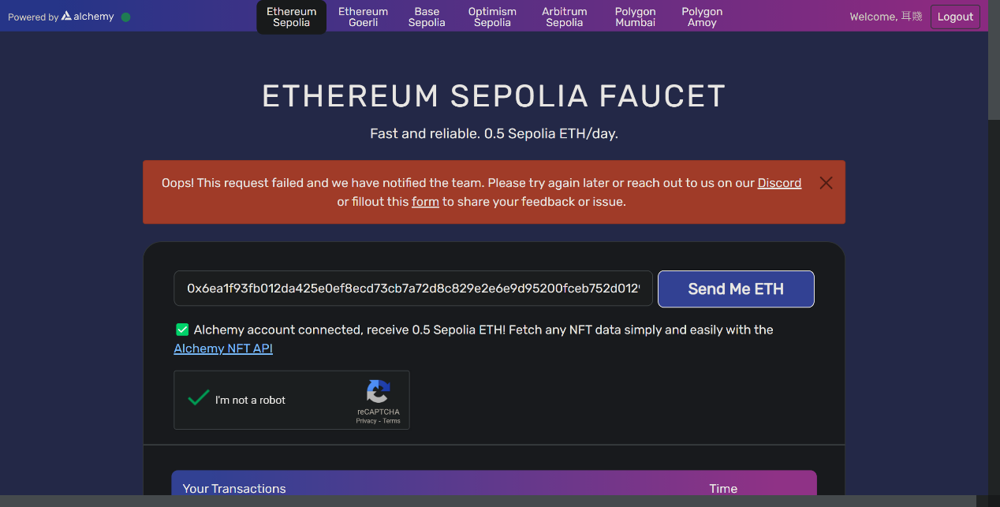 Powered by alchemy
Ethereum Sepolia
Ethereum Goerli
Base Sepolia
Optimism Sepolia
Arbitrum Sepolia
Polygon Mumbai
Polygon Amoy
Welcome, 耳賤
Logout
ETHEREUM SEPOLIA FAUCET
Fast and reliable. 0.5 Sepolia ETH/day.
Oops! This request failed and we have notified the team. Please try again later or reach out to us on our Discord
or fillout this form to share your feedback or issue.
0x6ea1f93fb012da425e0ef8ecd73cb7a72d8c829e2e6e9d95200fceb752d012
Send Me ETH
Alchemy account connected, receive 0.5 Sepolia ETH! Fetch any NFT data simply and easily with the
Alchemy NFT API
I'm not a robot
reCAPTCHA
Privacy - Terms
Your Transactions
Time